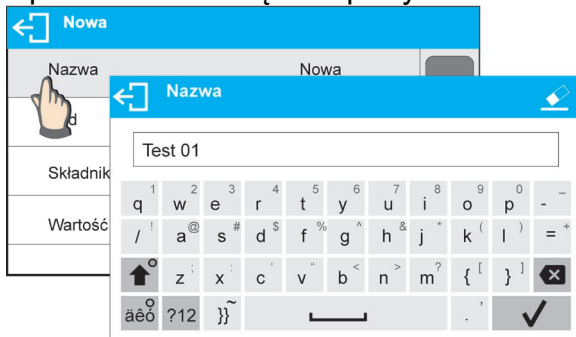 Nowa
Nazwa Nowa
d
Składnik
Wartość
Nazwa
Test 01
q 1 w 2 e 3 r 4 t 5 y 6 u 7 i 8 o 9 p 0 - _
/ ! a @ s # d $ f % g ^ h & j * k ( l ) = +
z ; x : c ' v " b < n > m ? { [ } ]
äêó ?12 }} ~ . ,